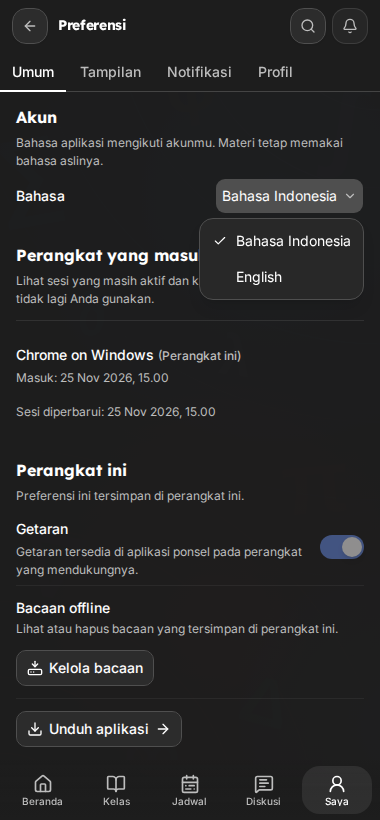 Preferensi
Umum
Tampilan
Notifikasi
Profil
Akun
Bahasa aplikasi mengikuti akunmu. Materi tetap memakai
bahasa aslinya.
Bahasa
Bahasa Indonesia
Bahasa Indonesia
English
Perangkat yang masu
Lihat sesi yang masih aktif dan k
tidak lagi Anda gunakan.
Chrome on Windows (Perangkat ini)
Masuk: 25 Nov 2026, 15.00
Sesi diperbarui: 25 Nov 2026, 15.00
Perangkat ini
Preferensi ini tersimpan di perangkat ini.
Getaran
Getaran tersedia di aplikasi ponsel pada perangkat
yang mendukungnya.
Bacaan offline
Lihat atau hapus bacaan yang tersimpan di perangkat ini.
Kelola bacaan
Unduh aplikasi
Beranda
Kelas
Jadwal
Diskusi
Saya